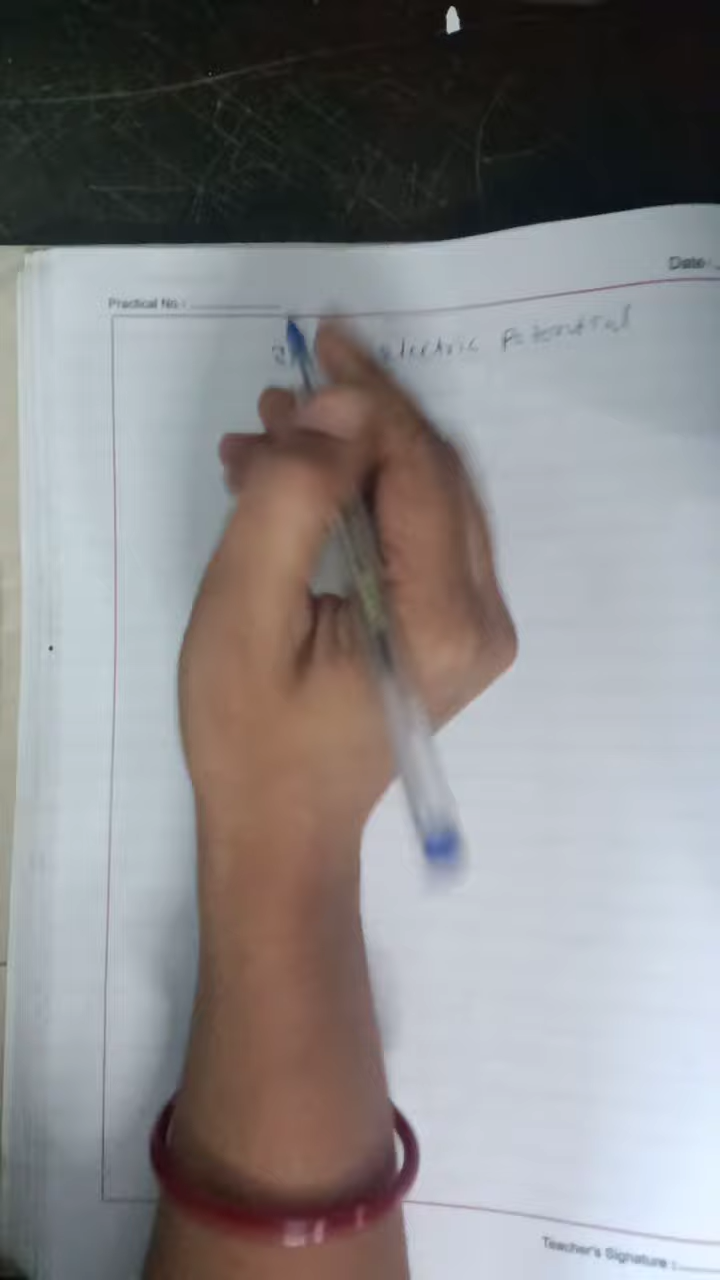 Date:
Practical No.:
electric Potential
Teacher's Signature :